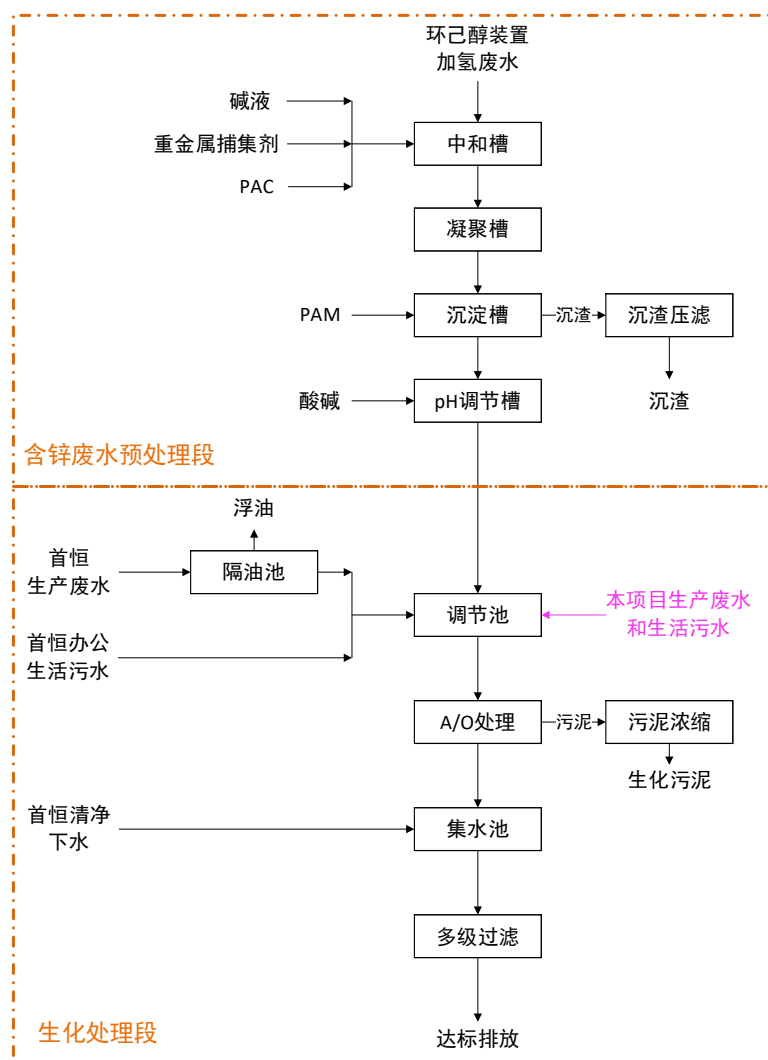 环己醇装置
加氢废水
碱液
重金属捕集剂
PAC
中和槽
凝聚槽
PAM
沉淀槽
沉渣
沉渣压滤
沉渣
酸碱
pH调节槽
含锌废水预处理段
浮油
首恒
生产废水
隔油池
首恒办公
生活污水
调节池
本项目生产废水
和生活污水
A/O处理
污泥
污泥浓缩
生化污泥
首恒清净
下水
集水池
多级过滤
达标排放
生化处理段